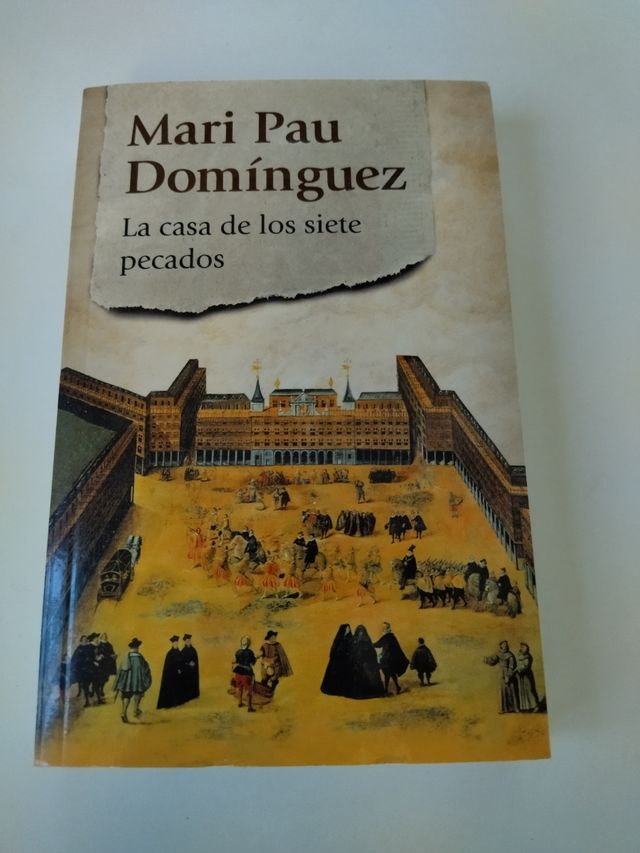 Mari Pau
Domínguez
La casa de los siete
pecados